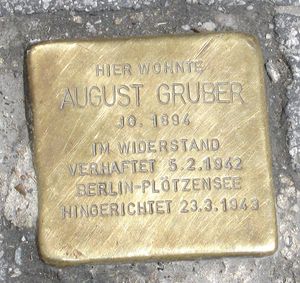 HIER WOHNTE
AUGUST GRUBER
JG. 1894
IM WIDERSTAND
VERHAFTET 5.2.1942
BERLIN-PLÖTZENSEE
HINGERICHTET 23.3.1943